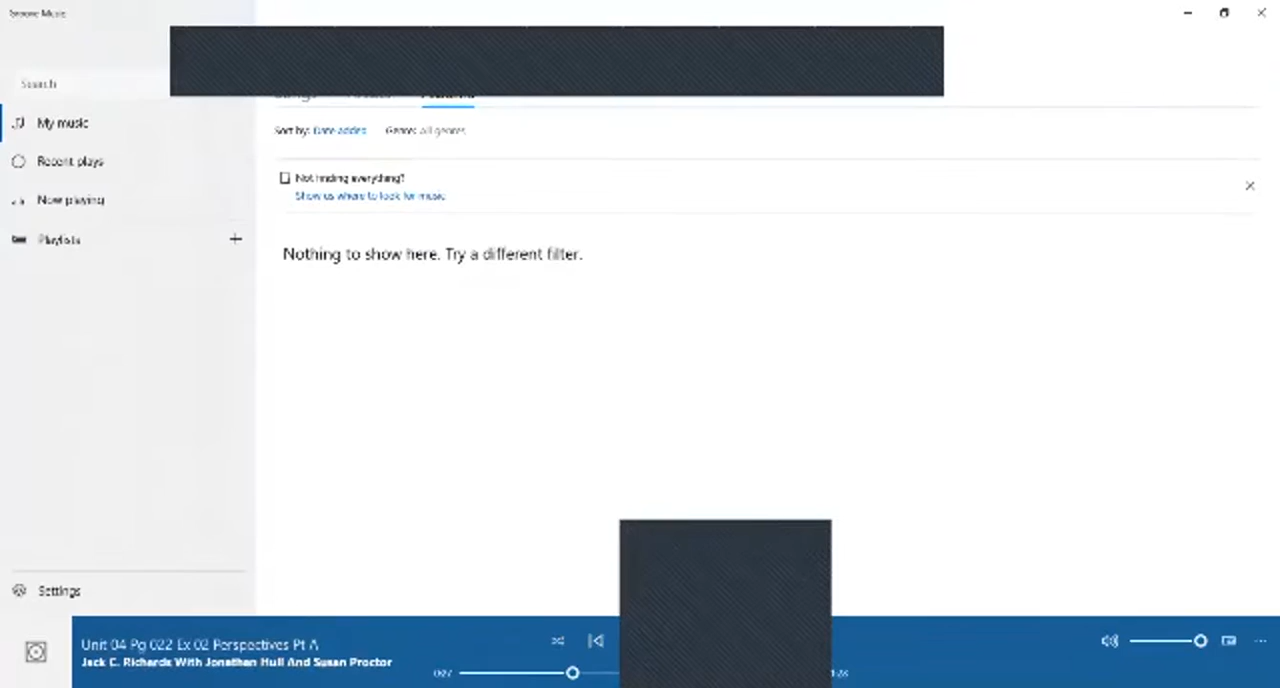 Groove Music
Search
My music
Recent plays
Now playing
Playlists
Settings
Sort by: Date added Genre: All genres
Not finding everything?
Show us where to look for music
Nothing to show here. Try a different filter.
Unit 04 Pg 022 Ex 02 Perspectives Pt A
Jack C. Richards With Jonathan Hull And Susan Proctor